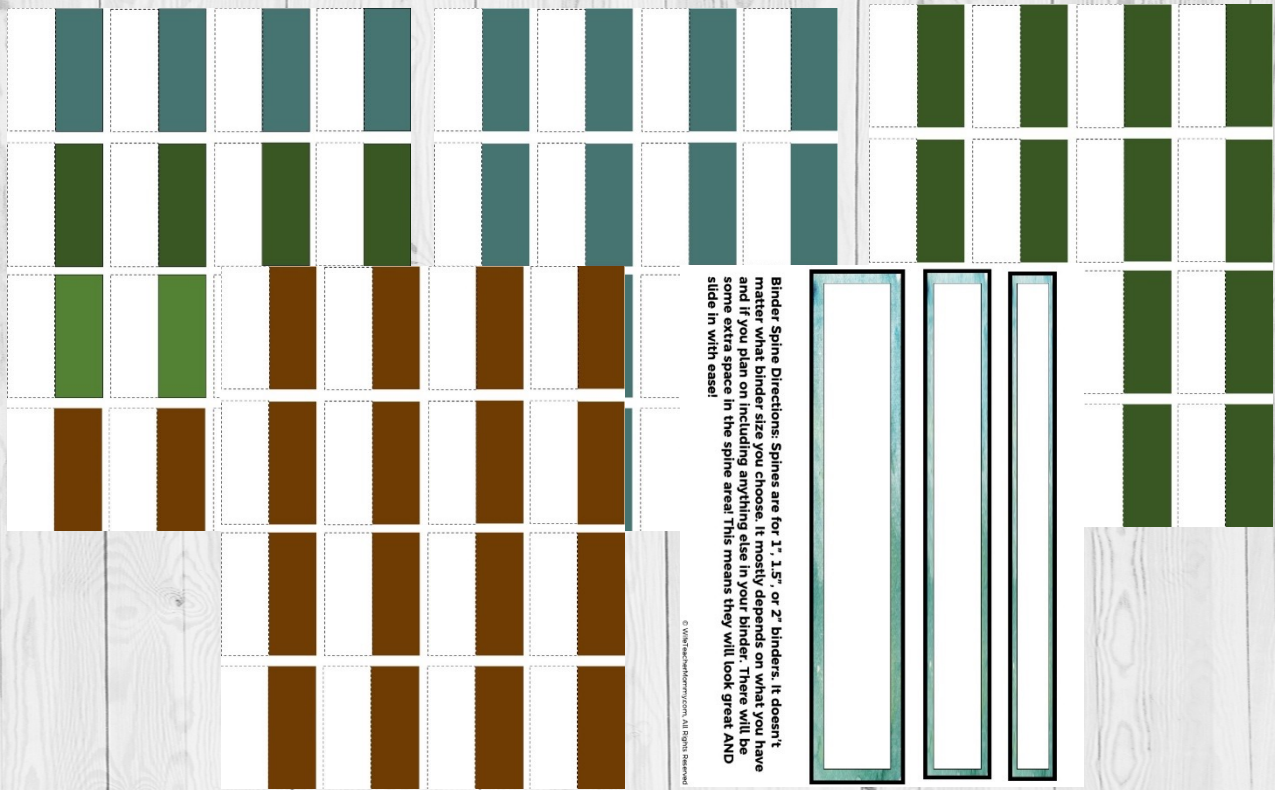 Binder Spine Directions: Spines are for 1", 1.5", or 2" binders. It doesn't
matter what binder size you choose. It mostly depends on what you have
and if you plan on including anything else in your binder. There will be
some extra space in the spine area! This means they will look great AND
slide in with ease!
© WifeTeacherMommy.com, All Rights Reserved